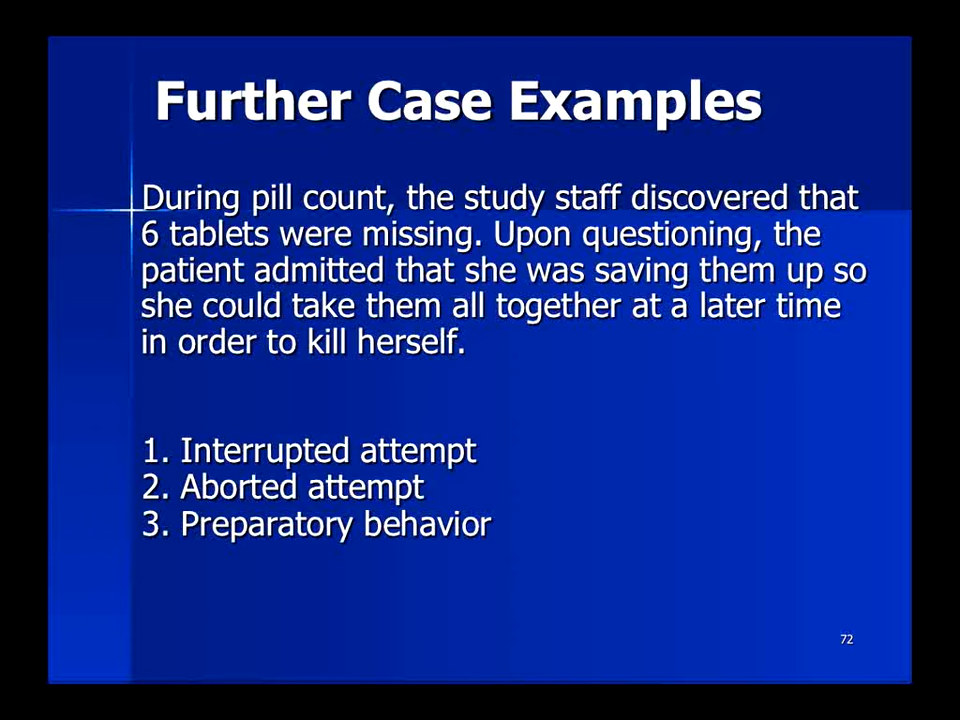 Further Case Examples
During pill count, the study staff discovered that
6 tablets were missing. Upon questioning, the
patient admitted that she was saving them up so
she could take them all together at a later time
in order to kill herself.
1. Interrupted attempt
2. Aborted attempt
3. Preparatory behavior
72